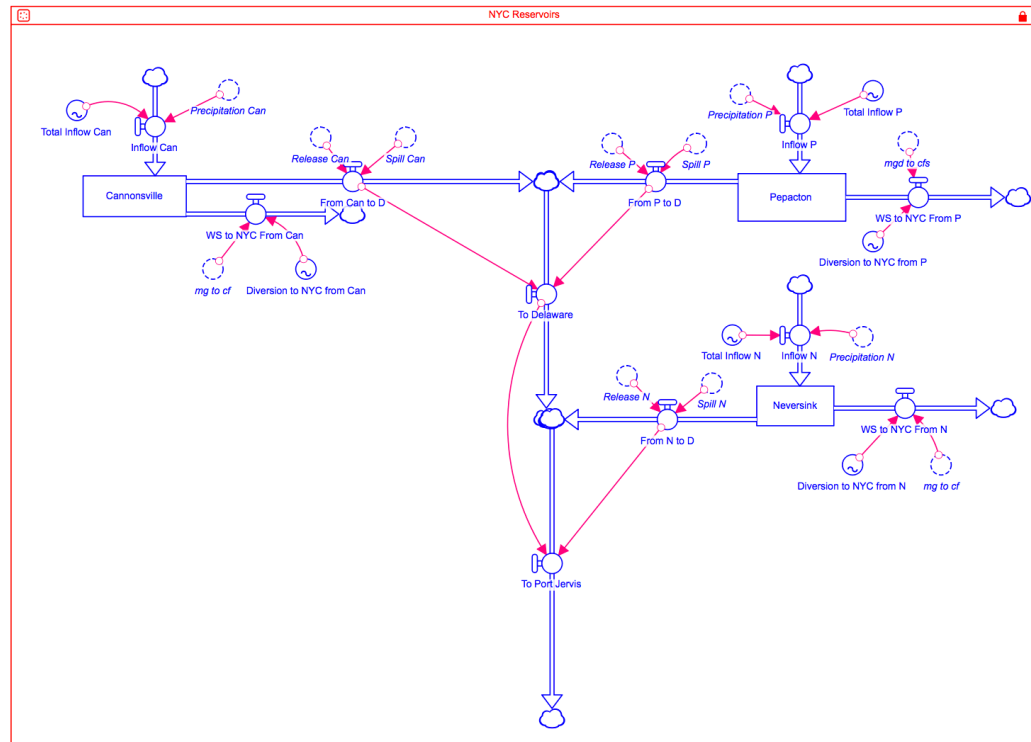 NYC Reservoirs
Total Inflow Can
Precipitation Can
Inflow Can
Cannonsville
Release Can
Spill Can
From Can to D
WS to NYC From Can
mg to cf
Diversion to NYC from Can
Precipitation P
Total Inflow P
Inflow P
Release P
Spill P
From P to D
Pepacton
mgd to cfs
WS to NYC From P
Diversion to NYC from P
To Delaware
Total Inflow N
Inflow N
Precipitation N
Release N
Spill N
From N to D
Neversink
WS to NYC From N
Diversion to NYC from N
mg to cf
To Port Jervis